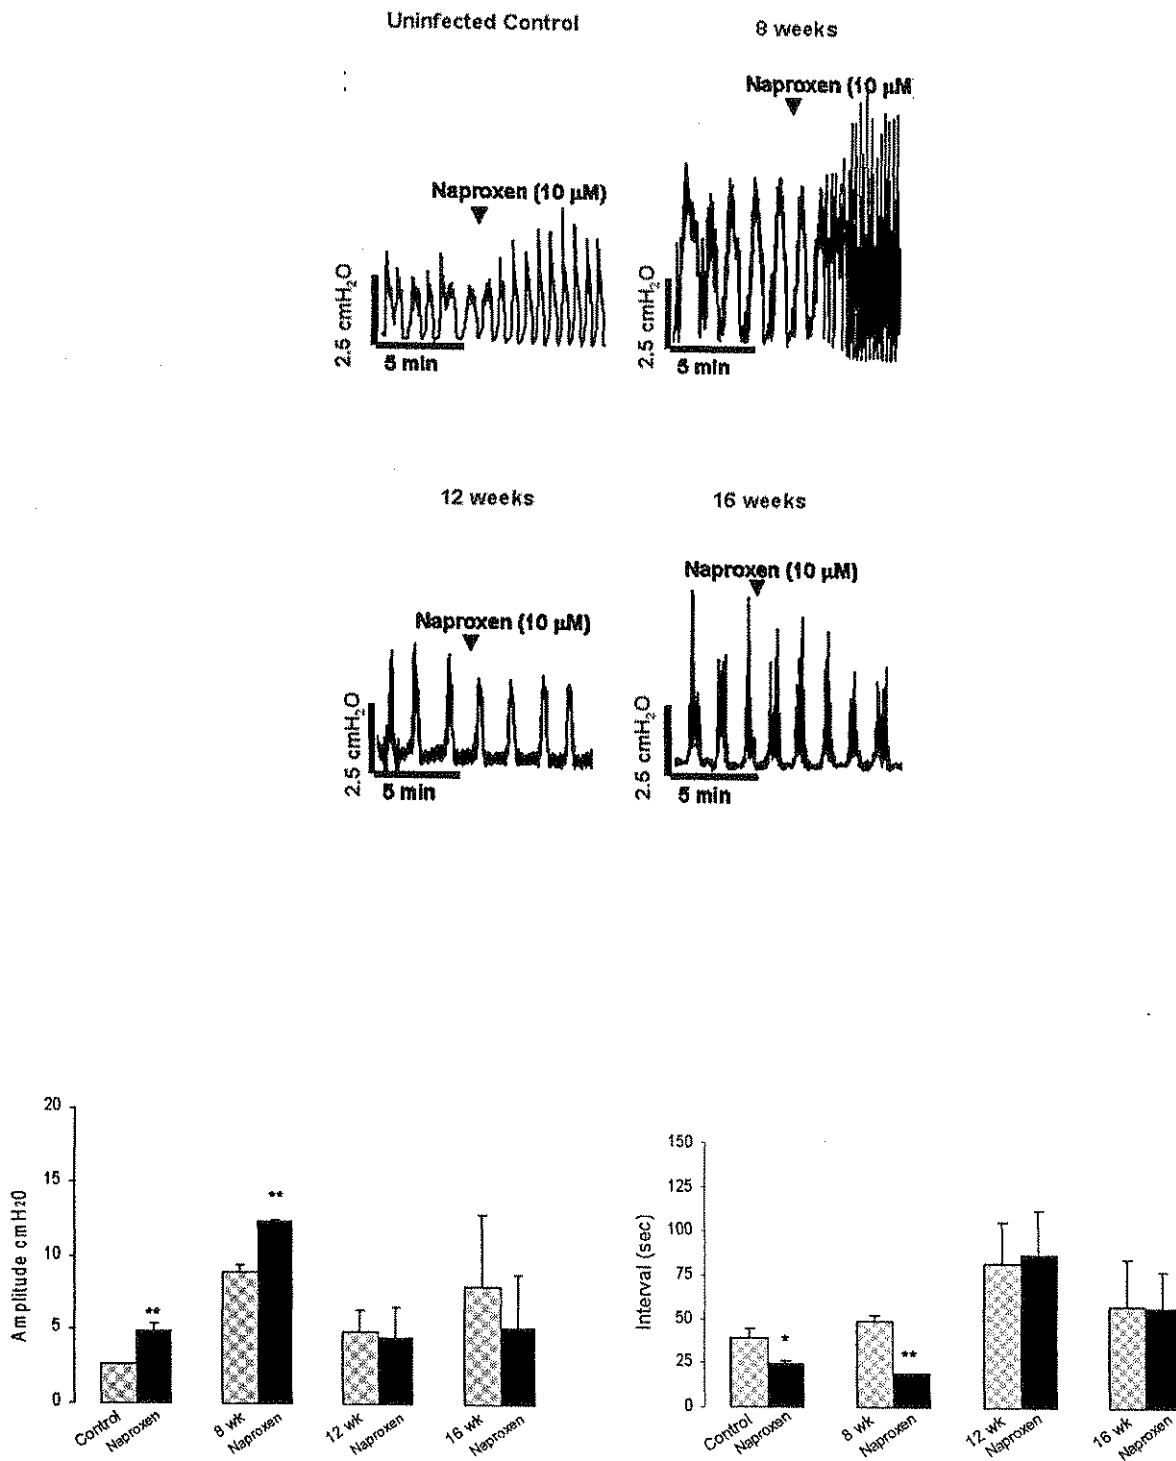 Uninfected Control
8 weeks
Naproxen (10 µM)
2.5 cmH₂O
5 min
Naproxen (10 µM
2.5 cmH₂O
5 min
12 weeks
16 weeks
Naproxen (10 µM)
2.5 cmH₂O
5 min
Naproxen (10 µM)
2.5 cmH₂O
5 min
Amplitude cmH₂0
20
15
10
5
0
**
**
Control
Naproxen
8 wk
Naproxen
12 wk
Naproxen
16 wk
Naproxen
Interval (sec)
150
125
100
75
50
25
0
*
**
Control
Naproxen
8 wk
Naproxen
12 wk
Naproxen
16 wk
Naproxen